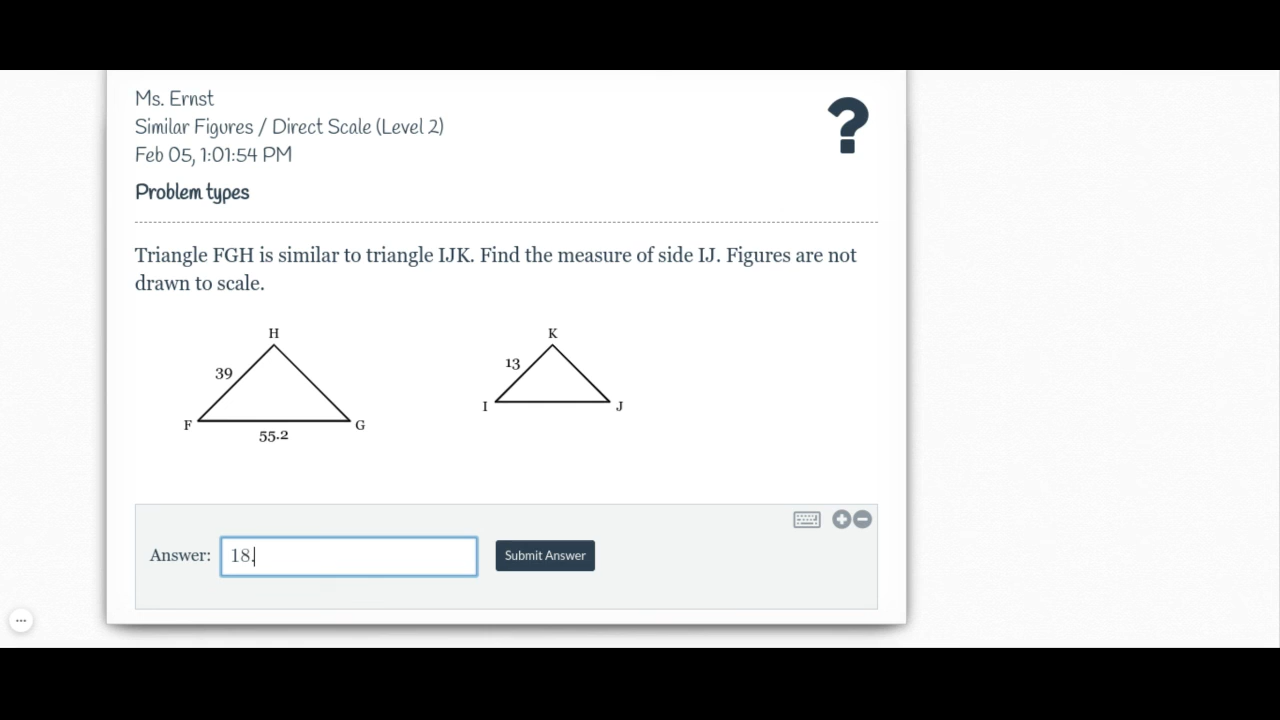 Ms. Ernst
Similar Figures / Direct Scale (Level 2)
Feb 05, 1:01:54 PM
?
Problem types
Triangle FGH is similar to triangle IJK. Find the measure of side IJ. Figures are not
drawn to scale.
H
39
F
G
55.2
K
13
I
J
Answer:
18.
Submit Answer